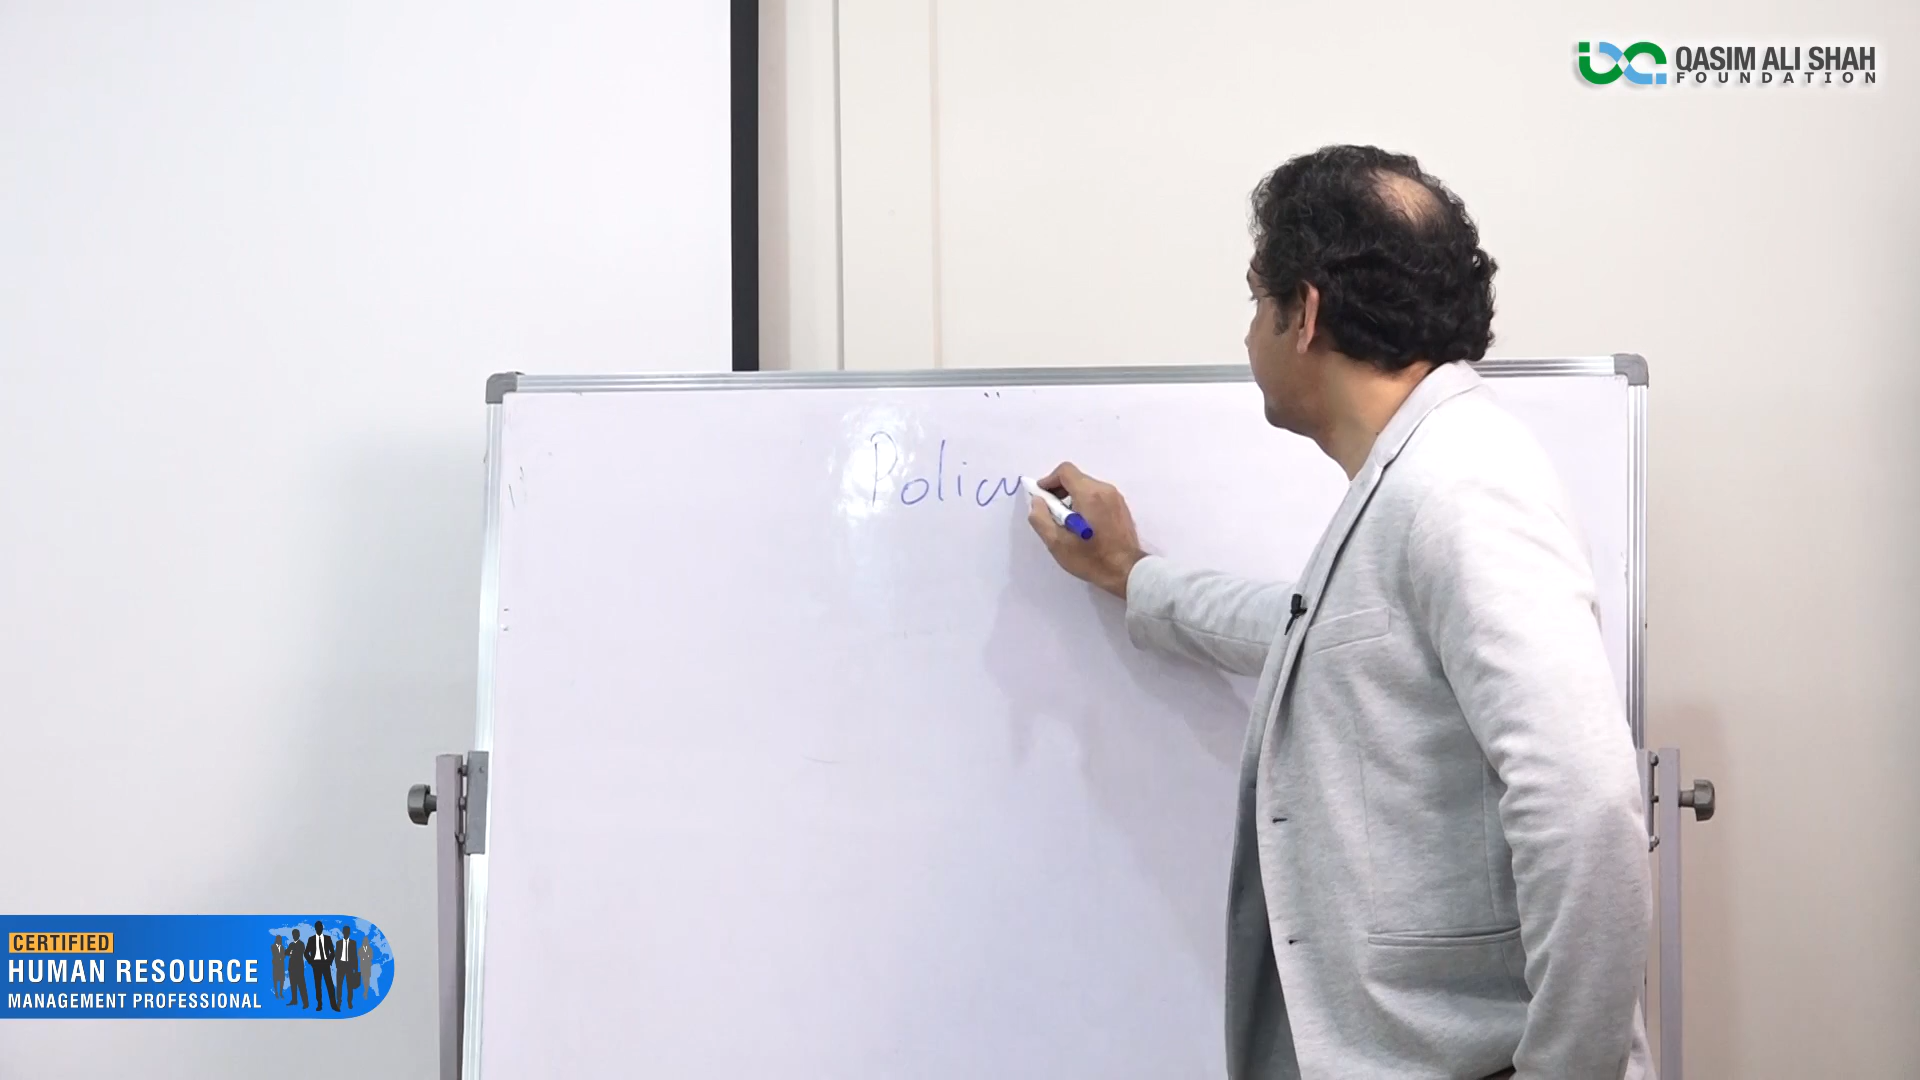 QASIM ALI SHAH
FOUNDATION
Policy
CERTIFIED
HUMAN RESOURCE
MANAGEMENT PROFESSIONAL